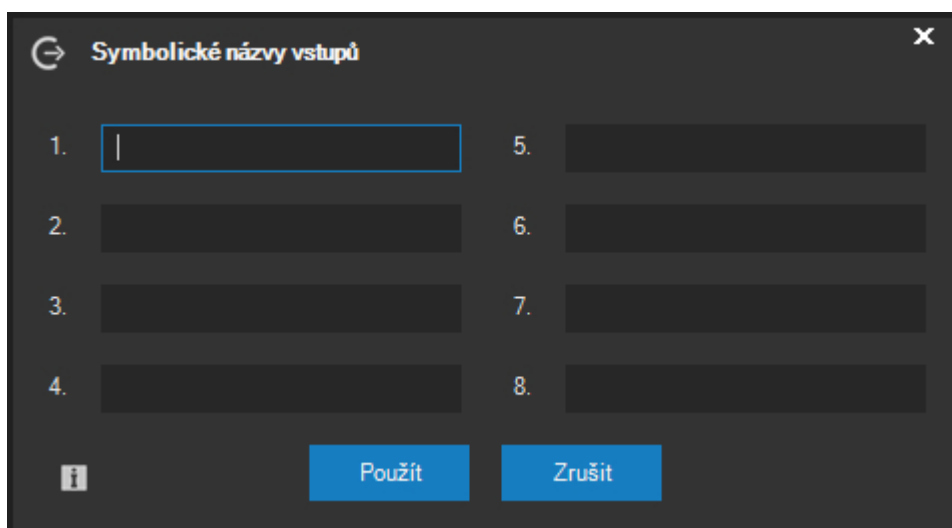 Symbolické názvy vstupů
1.
5.
2.
6.
3.
7.
4.
8.
Použít
Zrušit